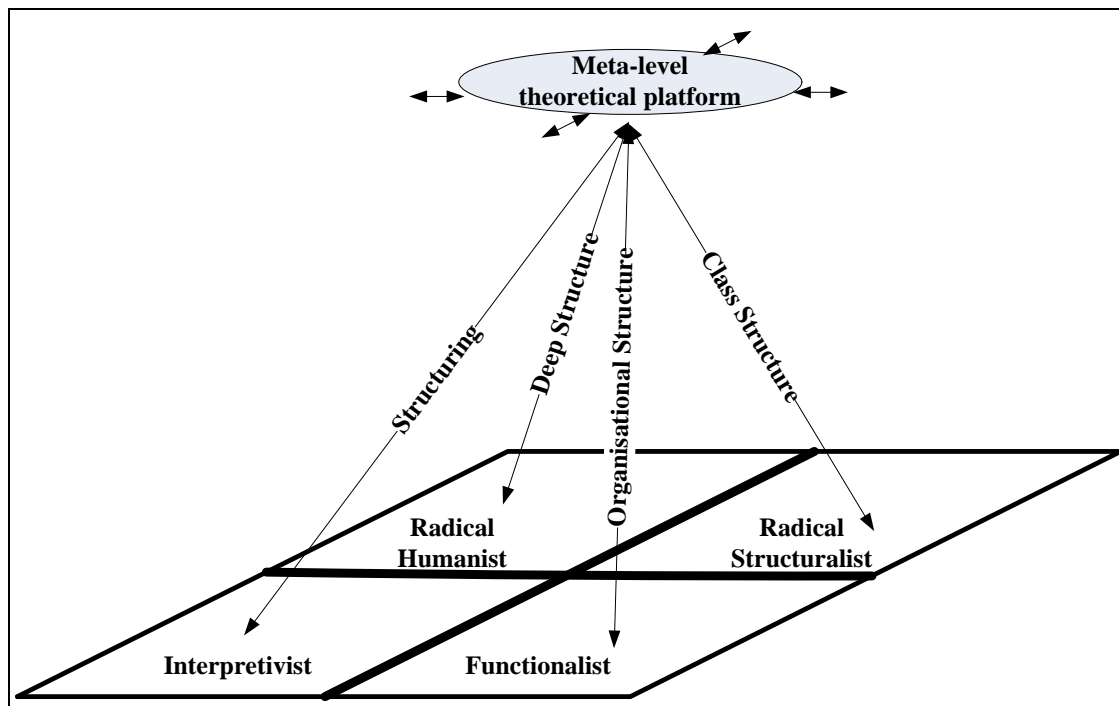 Meta-level
theoretical platform
Structuring
Deep Structure
Organisational Structure
Class Structure
Radical
Humanist
Radical
Structuralist
Interpretivist
Functionalist